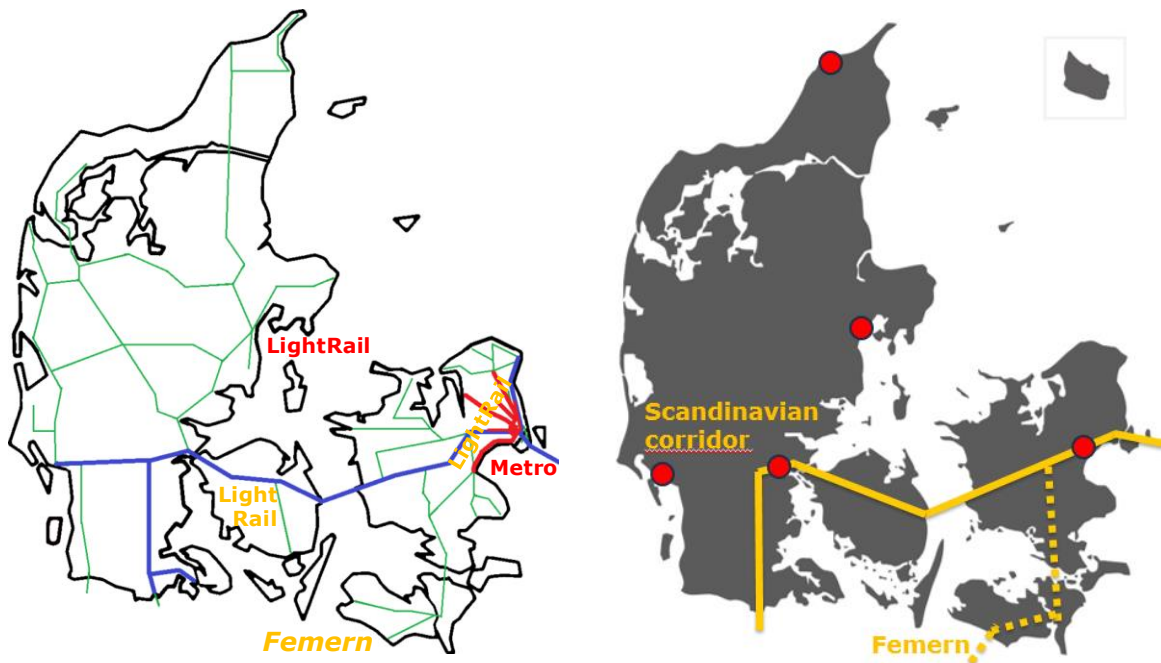 LightRail
LightRail
Metro
Light
Rail
Femern
Scandinavian
corridor
Femern